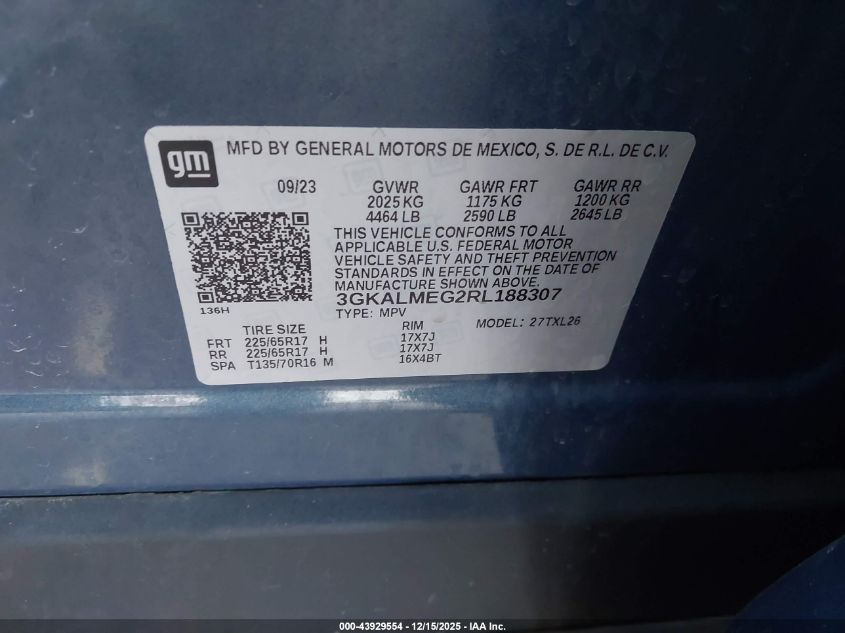 gm
MFD BY GENERAL MOTORS DE MEXICO, S. DE R.L. DE C.V.
09/23 GVWR GAWR FRT GAWR RR
2025 KG 1175 KG 1200 KG
4464 LB 2590 LB 2645 LB
THIS VEHICLE CONFORMS TO ALL
APPLICABLE U.S. FEDERAL MOTOR
VEHICLE SAFETY AND THEFT PREVENTION
STANDARDS IN EFFECT ON THE DATE OF
MANUFACTURE SHOWN ABOVE.
136H
3GKALMEG2RL188307
TYPE: MPV MODEL: 27TXL26
TIRE SIZE RIM
FRT 225/65R17 H 17X7J
RR 225/65R17 H 17X7J
SPA T135/70R16 M 16X4BT
000-43929554 - 12/15/2025 - IAA Inc.